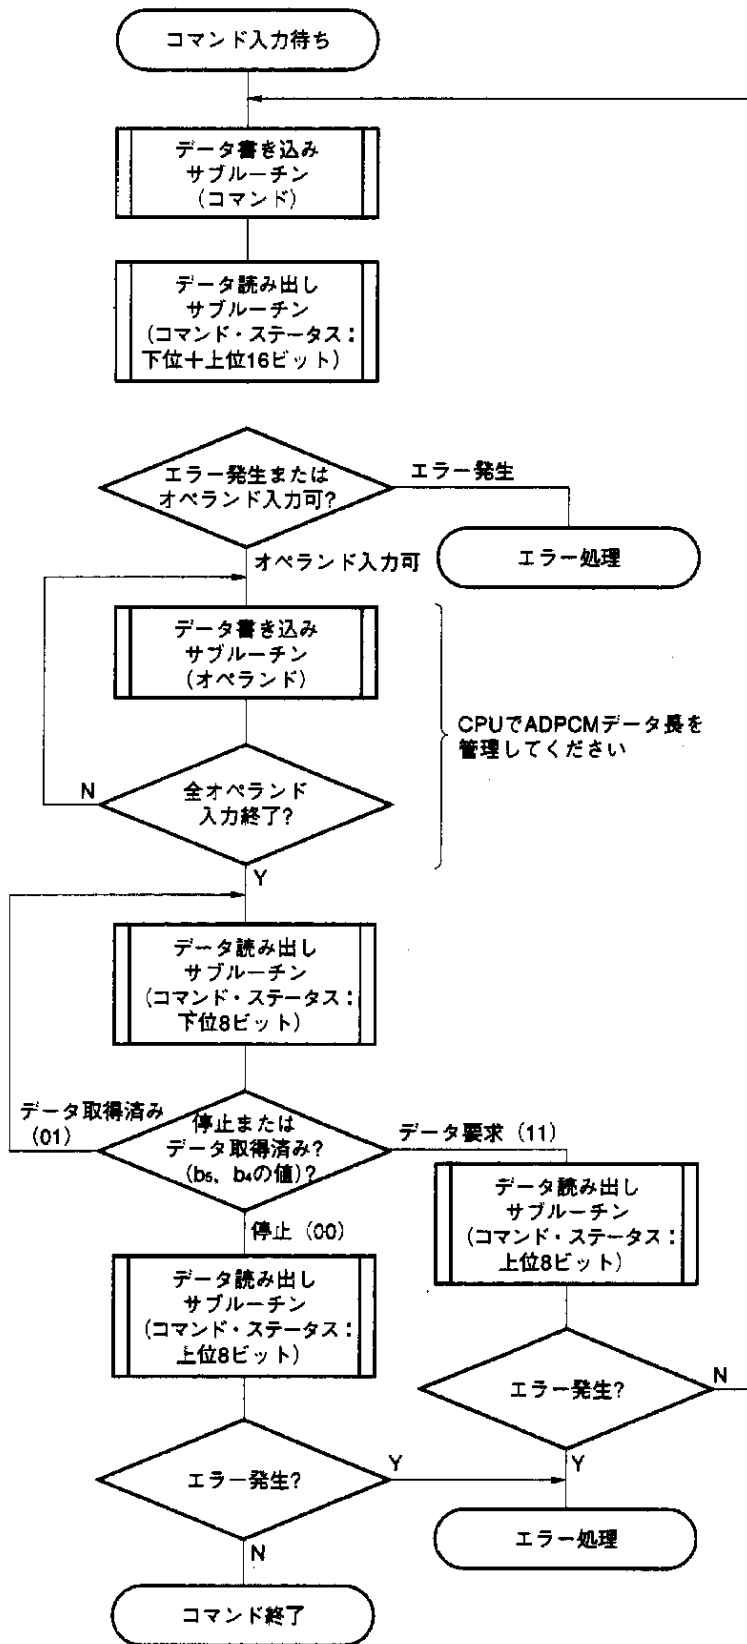 コマンド入力待ち
データ書き込み
サブルーチン
(コマンド)
データ読み出し
サブルーチン
(コマンド・ステータス：
下位＋上位16ビット)
エラー発生または
オペランド入力可?
エラー発生
エラー処理
オペランド入力可
データ書き込み
サブルーチン
(オペランド)
CPUでADPCMデータ長を
管理してください
全オペランド
入力終了?
N
Y
データ読み出し
サブルーチン
(コマンド・ステータス：
下位8ビット)
データ取得済み
(01)
停止または
データ取得済み?
(b5、b4の値)?
データ要求 (11)
停止 (00)
データ読み出し
サブルーチン
(コマンド・ステータス：
上位8ビット)
データ読み出し
サブルーチン
(コマンド・ステータス：
上位8ビット)
エラー発生?
N
Y
エラー発生?
Y
N
エラー処理
コマンド終了